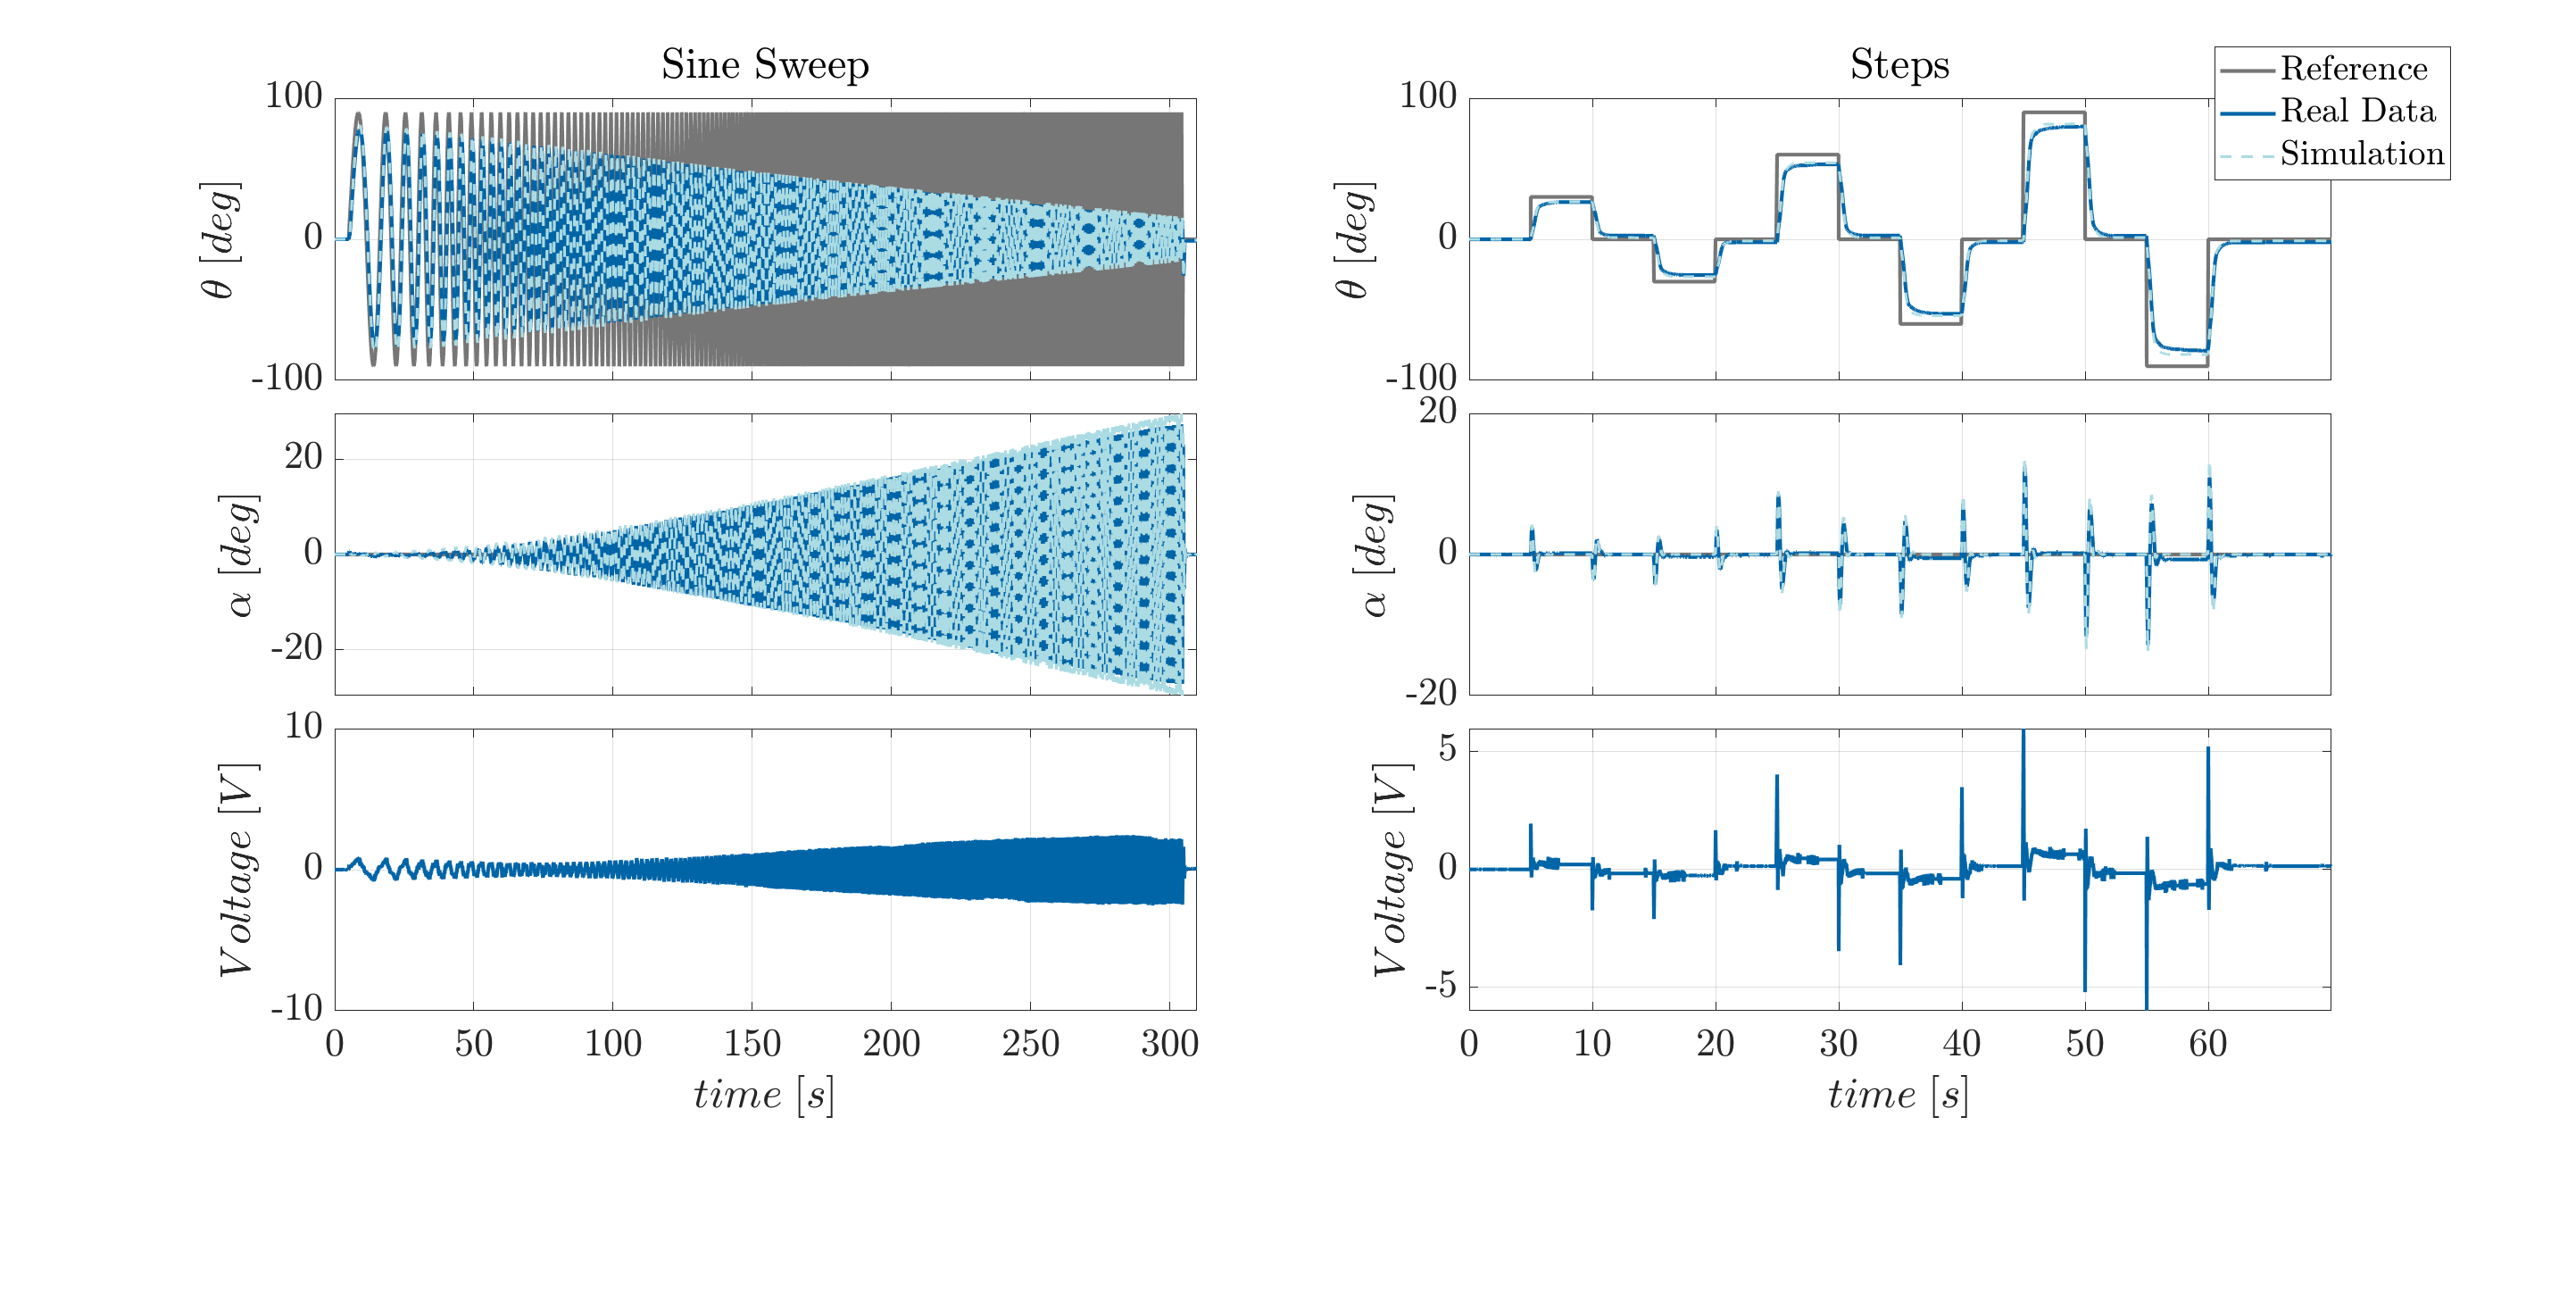 Sine Sweep
100
0
-100
θ [deg]
20
0
-20
α [deg]
10
0
-10
Voltage [V]
0 50 100 150 200 250 300
time [s]
Steps
Reference
Real Data
Simulation
100
0
-100
θ [deg]
20
0
-20
α [deg]
5
0
-5
Voltage [V]
0 10 20 30 40 50 60
time [s]